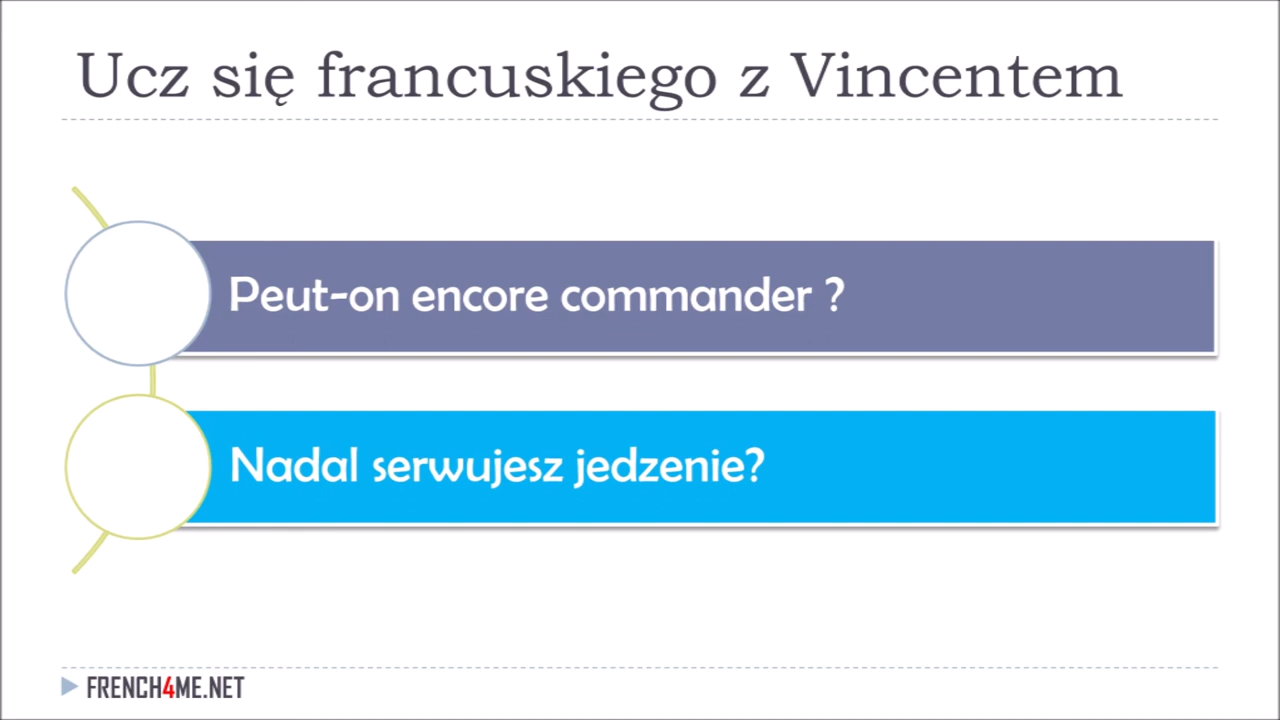 Ucz się francuskiego z Vincentem
Peut-on encore commander ?
Nadal serwujesz jedzenie?
FRENCH4ME.NET